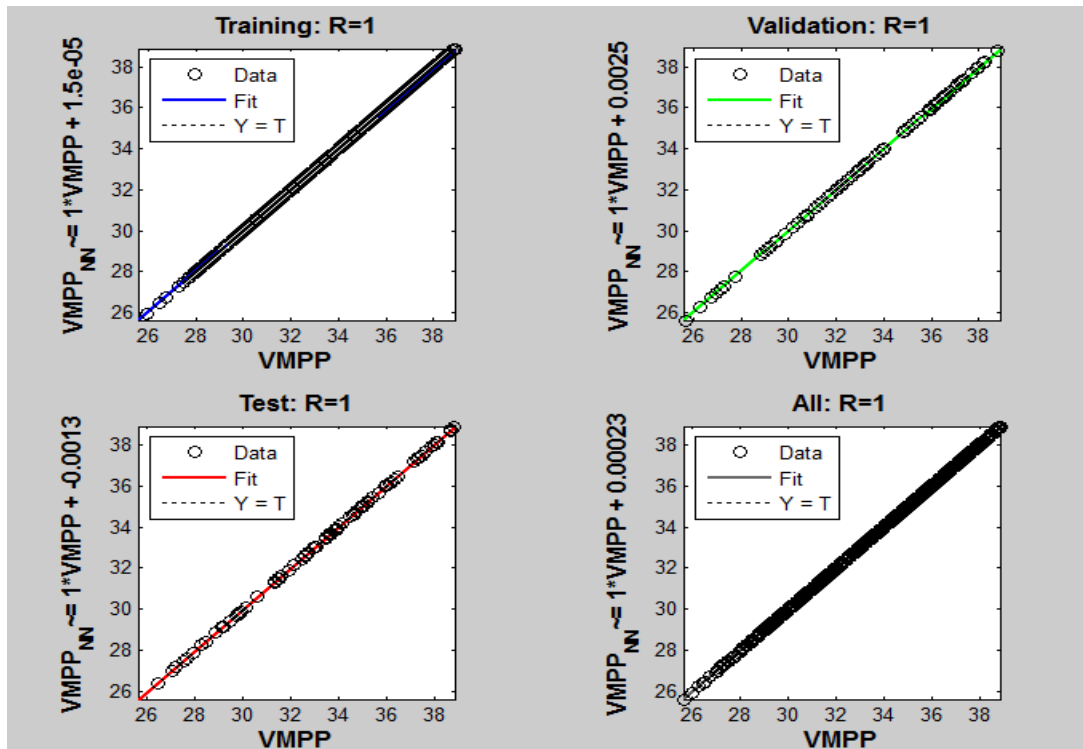 Training: R=1
VMPP_NN ~= 1*VMPP + 1.5e-05
38
36
34
32
30
28
26
Data
Fit
Y = T
26 28 30 32 34 36 38
VMPP
Validation: R=1
VMPP_NN ~= 1*VMPP + 0.0025
38
36
34
32
30
28
26
Data
Fit
Y = T
26 28 30 32 34 36 38
VMPP
Test: R=1
VMPP_NN ~= 1*VMPP + -0.0013
38
36
34
32
30
28
26
Data
Fit
Y = T
26 28 30 32 34 36 38
VMPP
All: R=1
VMPP_NN ~= 1*VMPP + 0.00023
38
36
34
32
30
28
26
Data
Fit
Y = T
26 28 30 32 34 36 38
VMPP